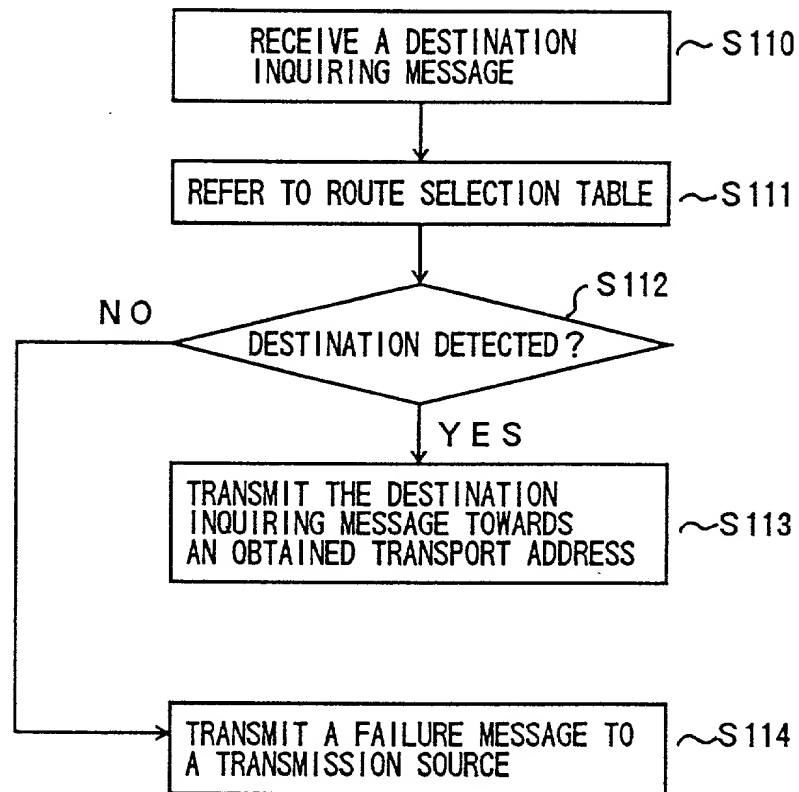 RECEIVE A DESTINATION
INQUIRING MESSAGE
S110
REFER TO ROUTE SELECTION TABLE
S111
S112
NO
DESTINATION DETECTED?
YES
TRANSMIT THE DESTINATION
INQUIRING MESSAGE TOWARDS
AN OBTAINED TRANSPORT ADDRESS
S113
TRANSMIT A FAILURE MESSAGE TO
A TRANSMISSION SOURCE
S114